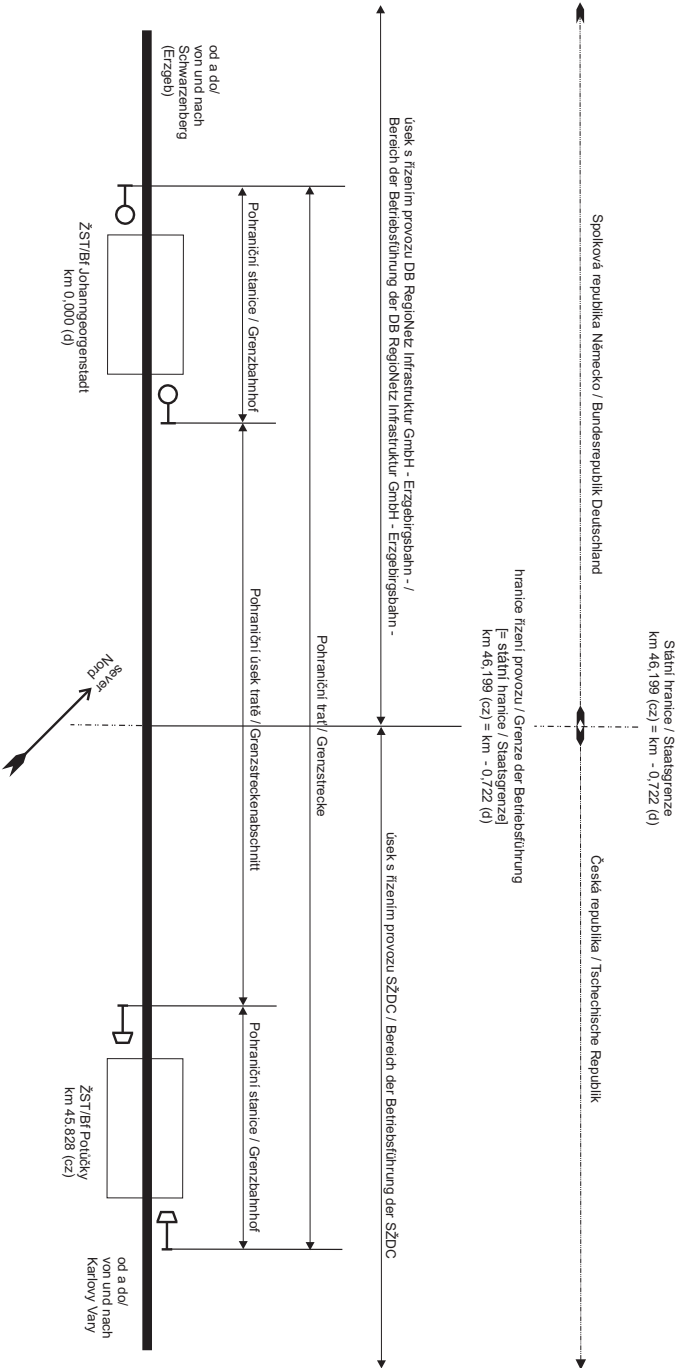 Státní hranice / Staatsgrenze
km 46,199 (cz) = km - 0,722 (d)
Spolková republika Německo / Bundesrepublik Deutschland
Česká republika / Tschechische Republik
hranice řízení provozu / Grenze der Betriebsführung
[= státní hranice / Staatsgrenze]
km 46,199 (cz) = km - 0,722 (d)
úsek s řízením provozu DB RegioNetz Infrastruktur GmbH - Erzgebirgsbahn - /
Bereich der Betriebsführung der DB RegioNetz Infrastruktur GmbH - Erzgebirgsbahn -
úsek s řízením provozu SŽDC / Bereich der Betriebsführung der SŽDC
Pohraniční trať / Grenzstrecke
Pohraniční stanice / Grenzbahnhof
Pohraniční úsek tratě / Grenzstreckenabschnitt
Pohraniční stanice / Grenzbahnhof
od a do/
von und nach
Schwarzenberg
(Erzgeb)
ŽST/Bf Johanngeorgenstadt
km 0,000 (d)
sever
Nord
ŽST/Bf Potůčky
km 45.828 (cz)
od a do/
von und nach
Karlovy Vary